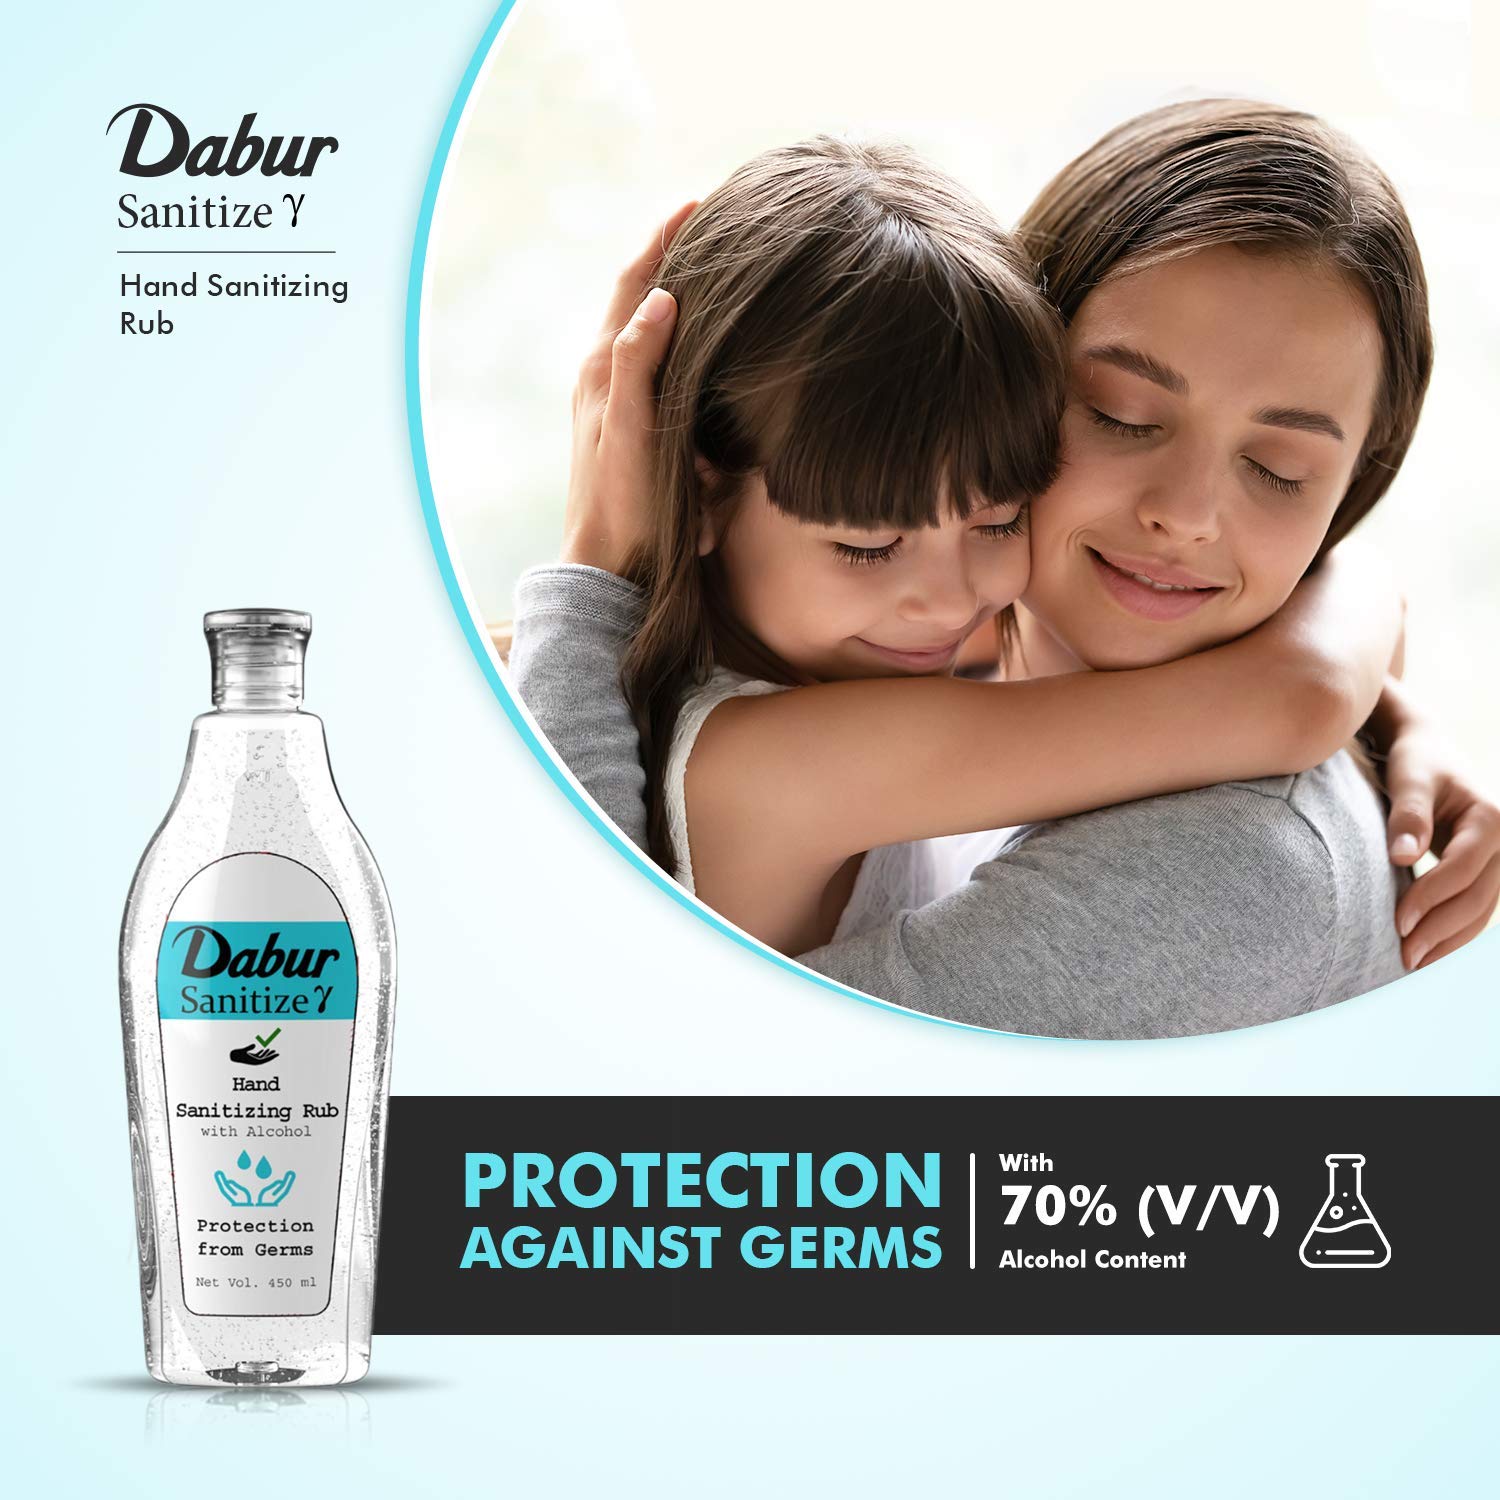 Dabur
Sanitize γ
Hand Sanitizing
Rub
Dabur
Sanitize γ
Hand
Sanitizing Rub
with Alcohol
Protection
from Germs
Net Vol. 450 ml
PROTECTION
AGAINST GERMS
With
70% (V/V)
Alcohol Content